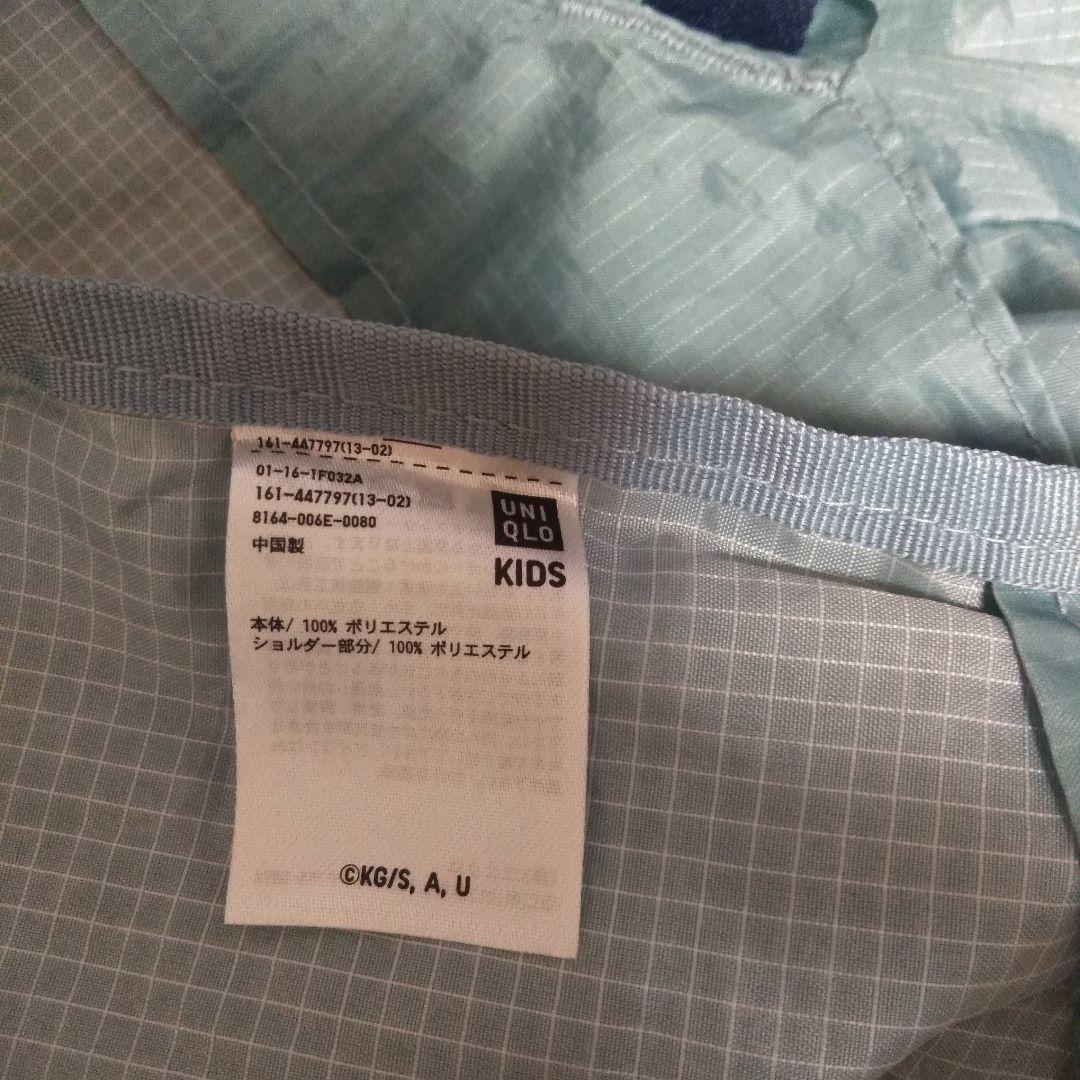 161-447797(13-02)
01-16-1F032A
161-447797(13-02)
8164-006E-0080
中国製
UNI
QLO
KIDS
本体/ 100% ポリエステル
ショルダー部分/ 100% ポリエステル
©KG/S, A, U